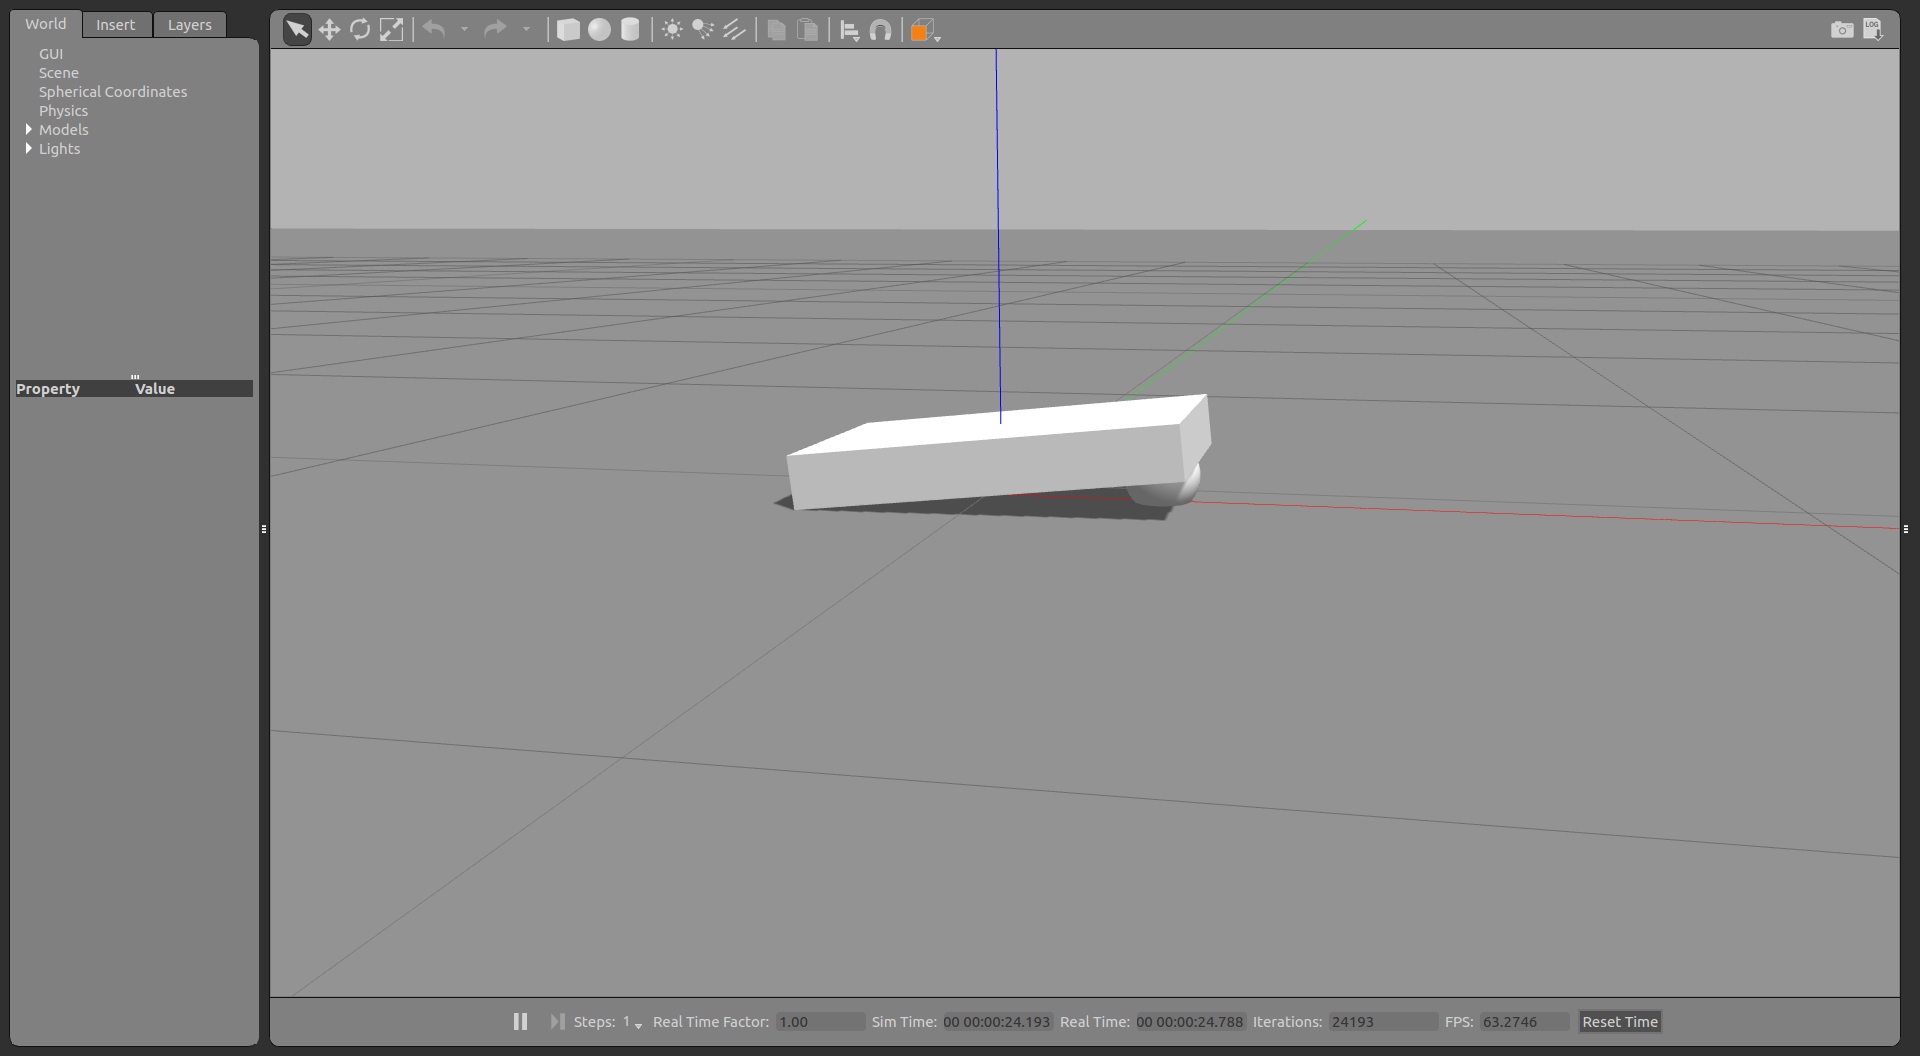 World Insert Layers
GUI
Scene
Spherical Coordinates
Physics
Models
Lights
Property Value
LOG
Steps: 1 Real Time Factor: 1.00 Sim Time: 00 00:00:24.193 Real Time: 00 00:00:24.788 Iterations: 24193 FPS: 63.2746 Reset Time